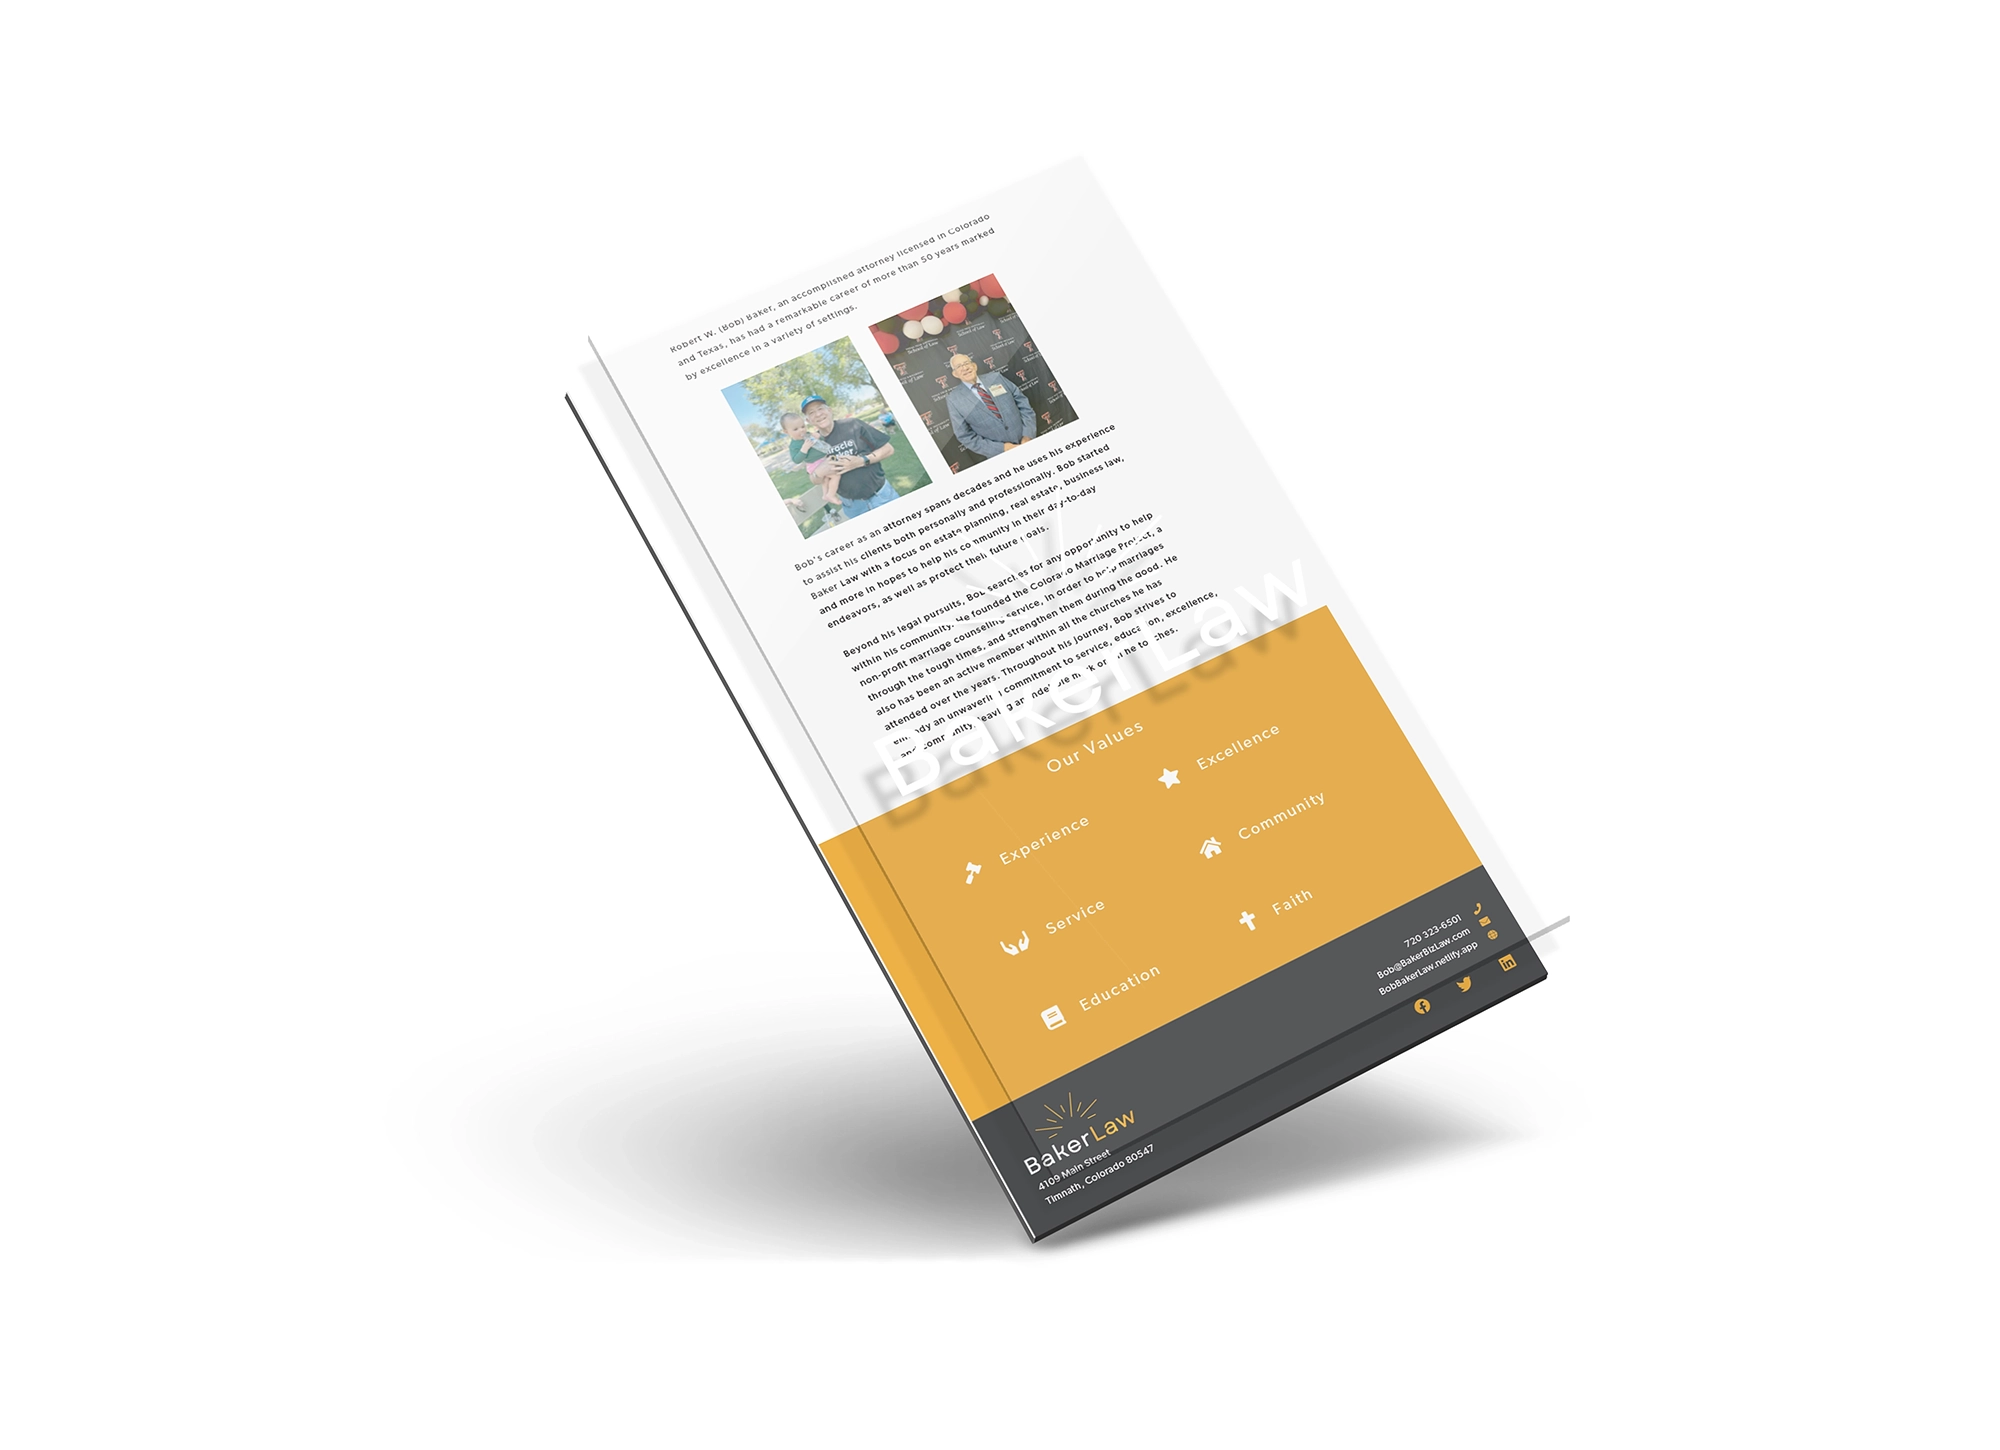 Robert W. (Bob) Baker, an accomplished attorney licensed in Colorado
and Texas, has had a remarkable career of more than 50 years marked
by excellence in a variety of settings.
School of Law
Bob's career as an attorney spans decades and he uses his experience
to assist his clients both personally and professionally. Bob started
Baker Law with a focus on estate planning, real estate, business law,
and more in hopes to help his community in their day-to-day
endeavors, as well as protect their future goals.
Beyond his legal pursuits, Bob searches for any opportunity to help
within his community. He founded the Colorado Marriage Project, a
non-profit marriage counseling service, in order to help marriages
through the tough times, and strengthen them during the good. He
also has been an active member within all the churches he has
attended over the years. Throughout his journey, Bob strives to
embody an unwavering commitment to service, education, excellence,
and community, leaving an indelible mark on all he touches.
BakerLaw
Our Values
Experience
Excellence
Service
Community
Education
Faith
720 323-6501
Bob@BakerBizLaw.com
BobBakerLaw.netlify.app
BakerLaw
4109 Main Street
Timnath, Colorado 80547